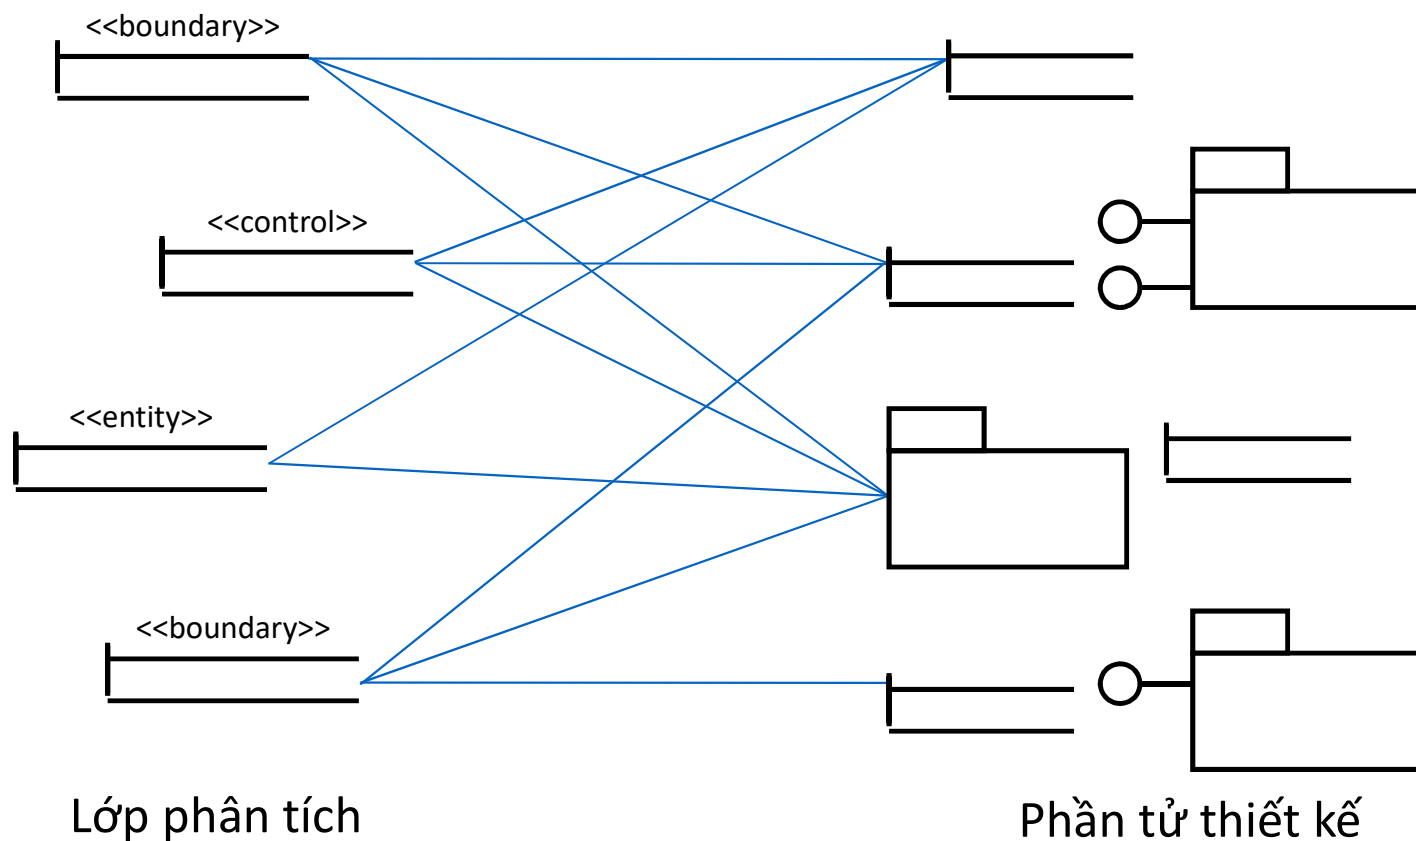 <<boundary>>
<<control>>
<<entity>>
<<boundary>>
Lớp phân tích
Phần tử thiết kế